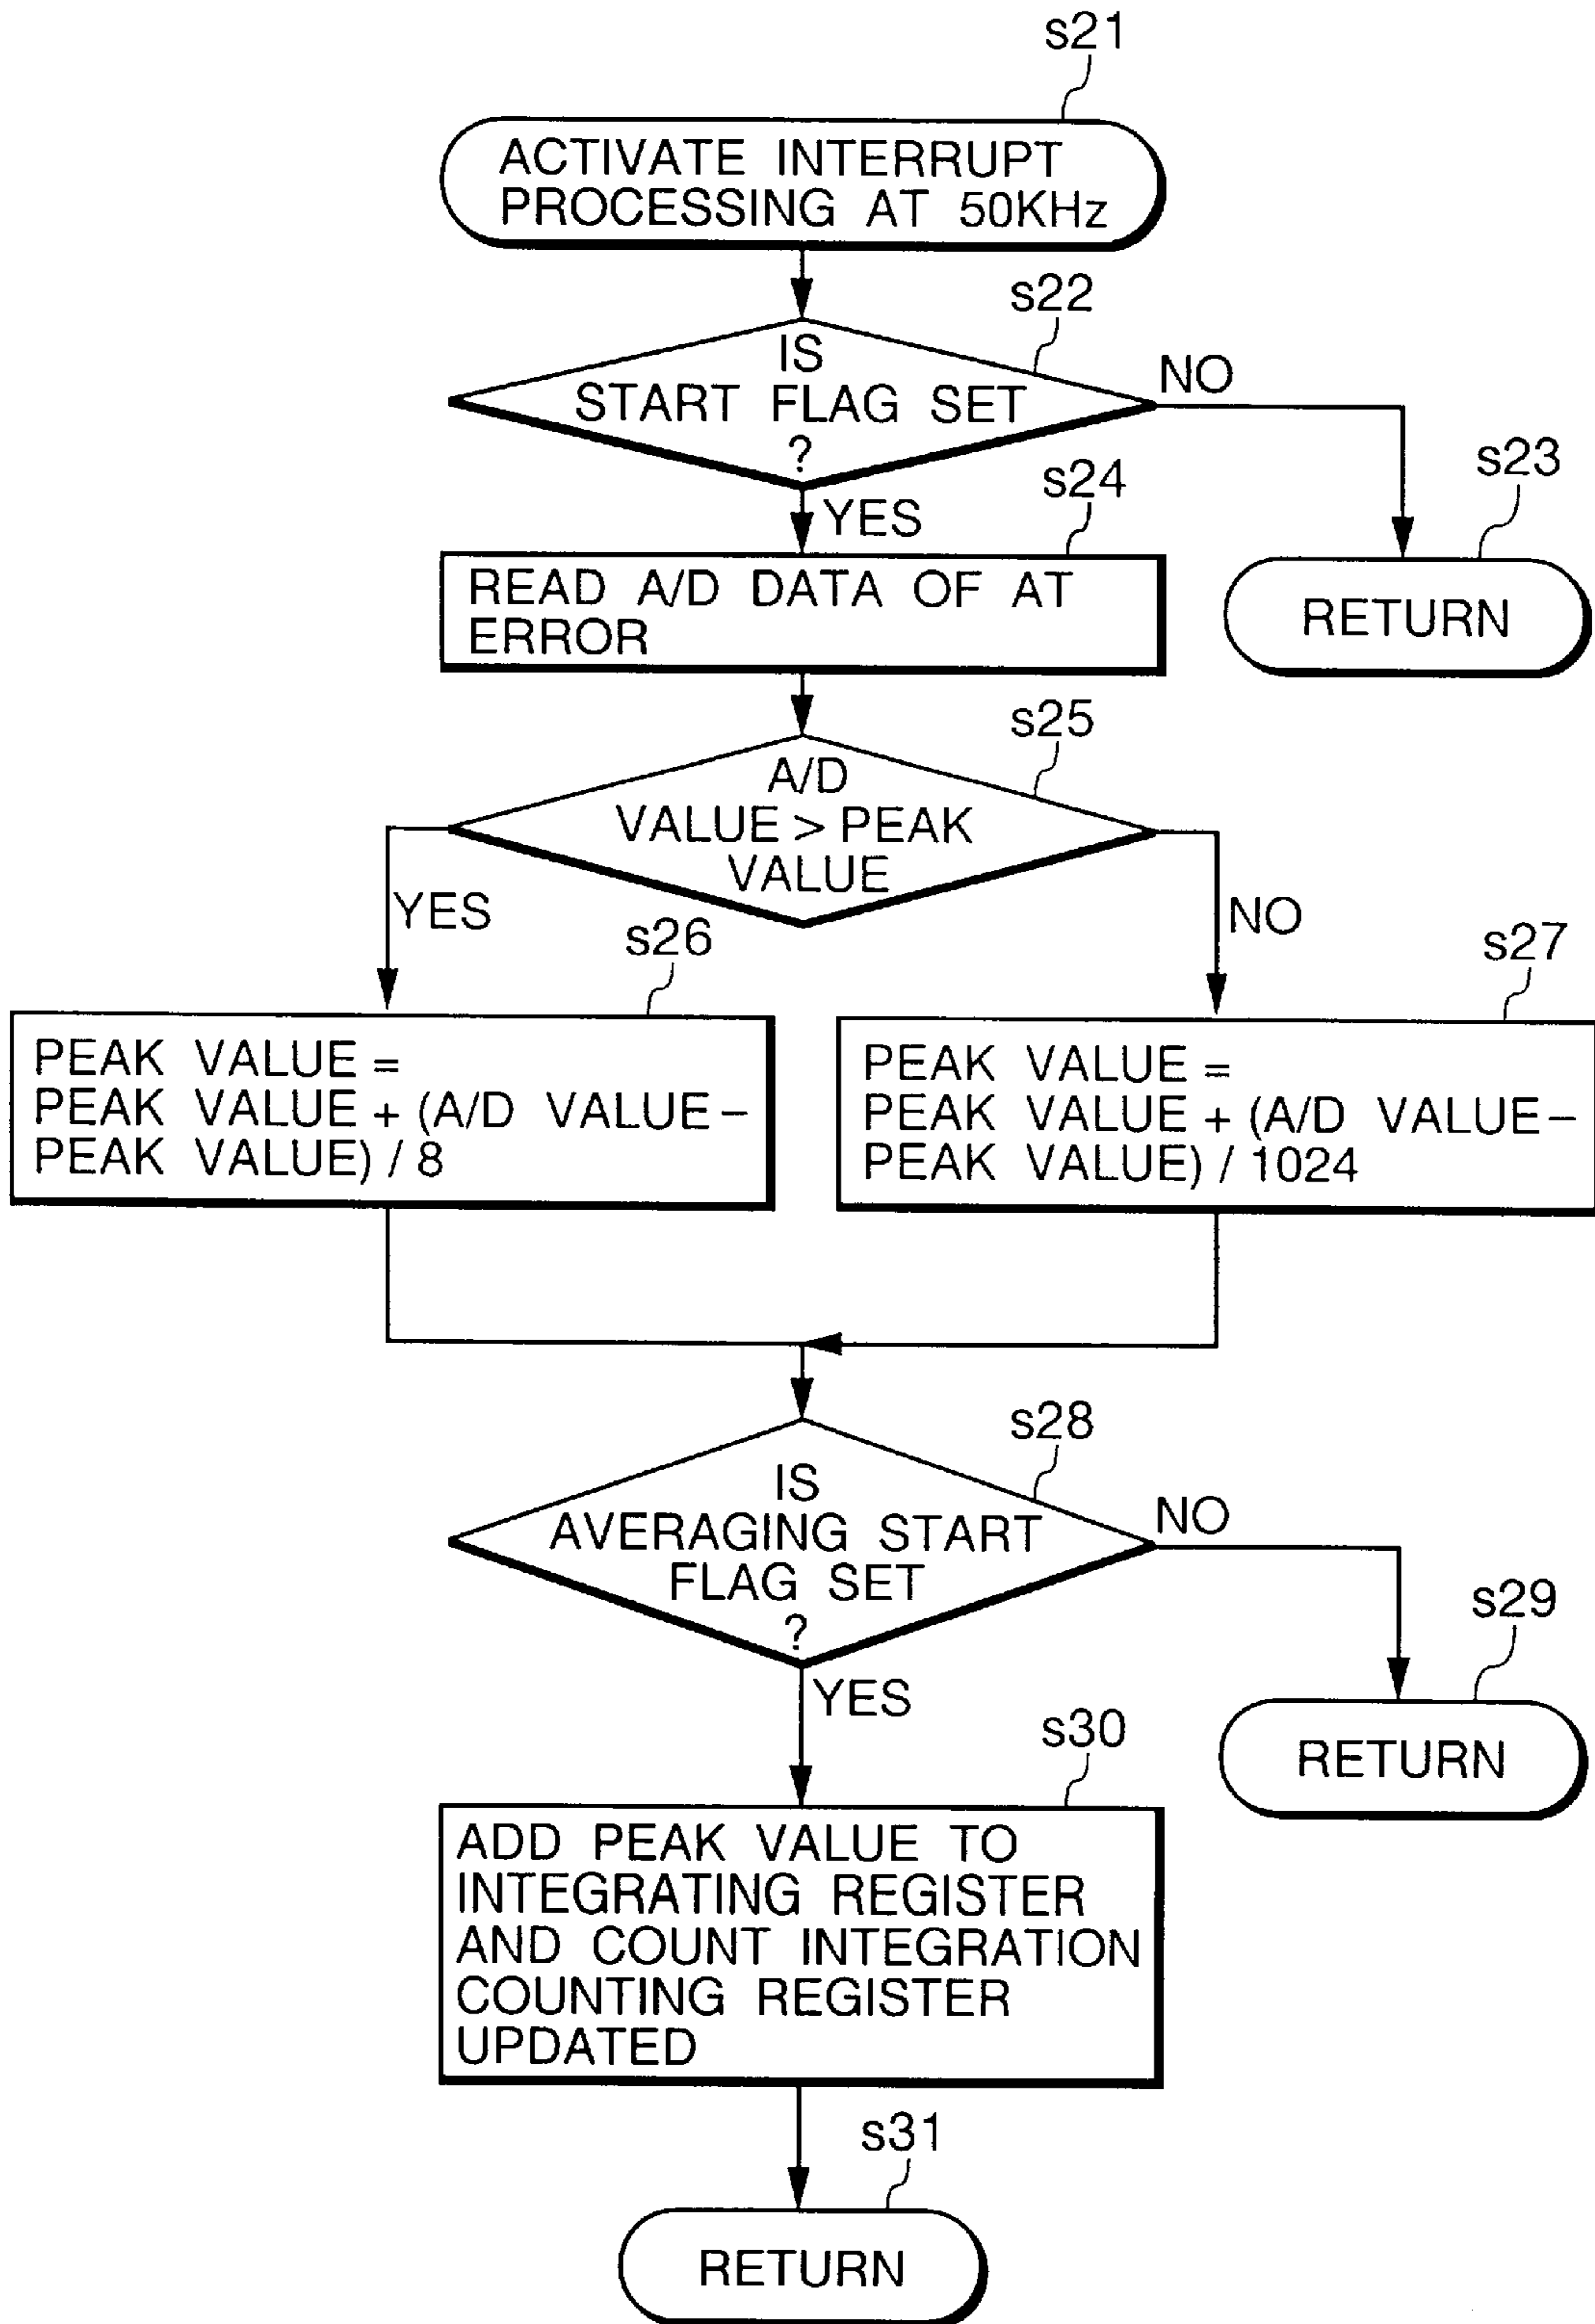 s21
ACTIVATE INTERRUPT
PROCESSING AT 50KHz
s22
IS
START FLAG SET
?
NO
YES
s23
RETURN
s24
READ A/D DATA OF AT
ERROR
s25
A/D
VALUE > PEAK
VALUE
YES
NO
s26
PEAK VALUE =
PEAK VALUE + (A/D VALUE–
PEAK VALUE) / 8
s27
PEAK VALUE =
PEAK VALUE + (A/D VALUE–
PEAK VALUE) / 1024
s28
IS
AVERAGING START
FLAG SET
?
NO
YES
s29
RETURN
s30
ADD PEAK VALUE TO
INTEGRATING REGISTER
AND COUNT INTEGRATION
COUNTING REGISTER
UPDATED
s31
RETURN